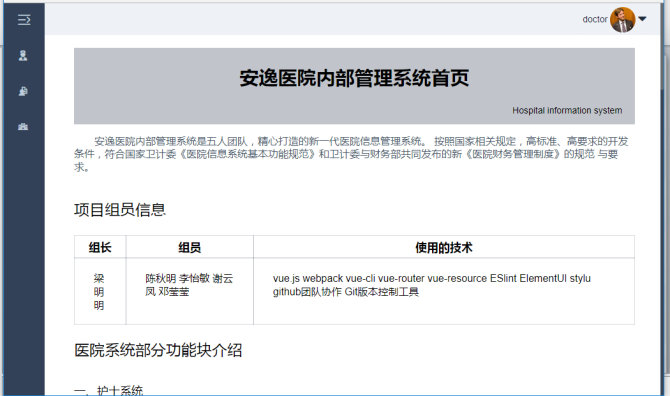 doctor
安逸医院内部管理系统首页
Hospital information system
安逸医院内部管理系统是五人团队，精心打造的新一代医院信息管理系统。 按照国家相关规定，高标准、高要求的开发
条件，符合国家卫计委《医院信息系统基本功能规范》和卫计委与财务部共同发布的新《医院财务管理制度》的规范 与要
求。
项目组员信息
组长 组员 使用的技术
梁 陈秋明 李怡敏 谢云 vue.js webpack vue-cli vue-router vue-resource ESlint ElementUI stylu
明 凤 邓莹莹 github团队协作 Git版本控制工具
明
医院系统部分功能块介绍
一、护士系统